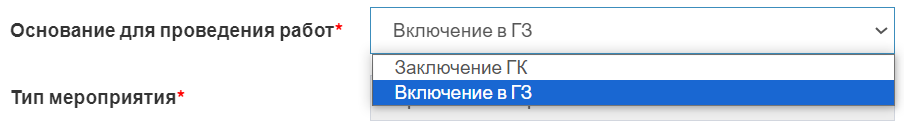 Основание для проведения работ*
Включение в ГЗ
Заключение ГК
Включение в ГЗ
Тип мероприятия*